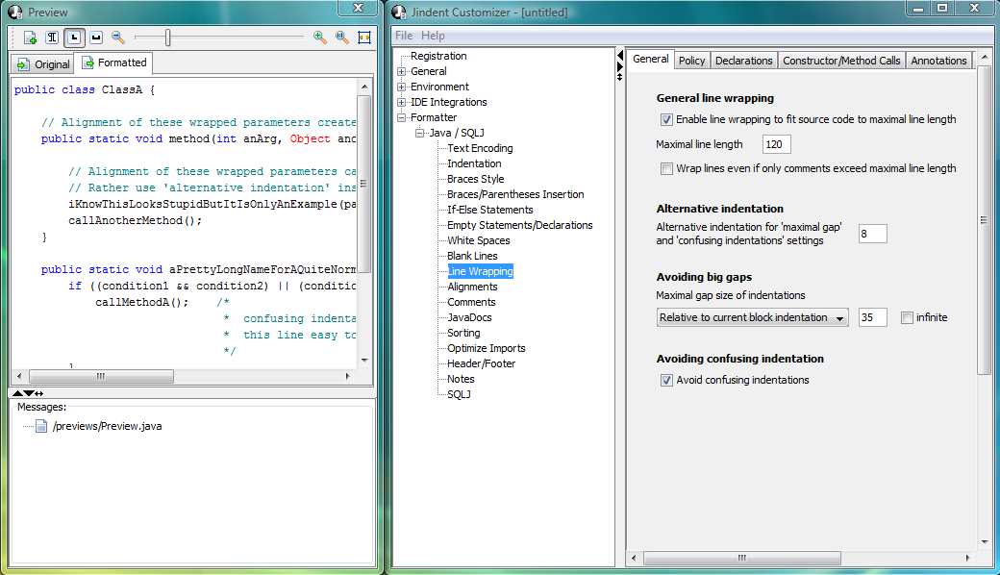 Preview
Original
Formatted
public class ClassA {
// Alignment of these wrapped parameters create
public static void method(int anArg, Object ano
// Alignment of these wrapped parameters ca
// Rather use 'alternative indentation' ins
iKnowThisLooksStupidButItIsOnlyAnExample(pa
callAnotherMethod();
}
public static void aPrettyLongNameForAQuiteNorm
if ((condition1 && condition2) || (conditio
callMethodA(); /*
* confusing indenta
* this line easy to
*/
Messages:
/previews/Preview.java
Jindent Customizer - [untitled]
File Help
Registration
General
Environment
IDE Integrations
Formatter
Java / SQLJ
Text Encoding
Indentation
Braces Style
Braces/Parentheses Insertion
If-Else Statements
Empty Statements/Declarations
White Spaces
Blank Lines
Line Wrapping
Alignments
Comments
JavaDocs
Sorting
Optimize Imports
Header/Footer
Notes
SQLJ
General Policy Declarations Constructor/Method Calls Annotations
General line wrapping
Enable line wrapping to fit source code to maximal line length
Maximal line length 120
Wrap lines even if only comments exceed maximal line length
Alternative indentation
Alternative indentation for 'maximal gap'
and 'confusing indentations' settings 8
Avoiding big gaps
Maximal gap size of indentations
Relative to current block indentation 35 infinite
Avoiding confusing indentation
Avoid confusing indentations